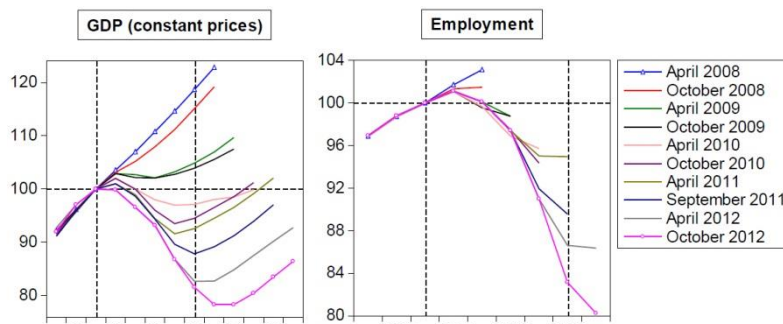 GDP (constant prices)
Employment
120
110
100
90
80
104
100
96
92
88
84
80
April 2008
October 2008
April 2009
October 2009
April 2010
October 2010
April 2011
September 2011
April 2012
October 2012